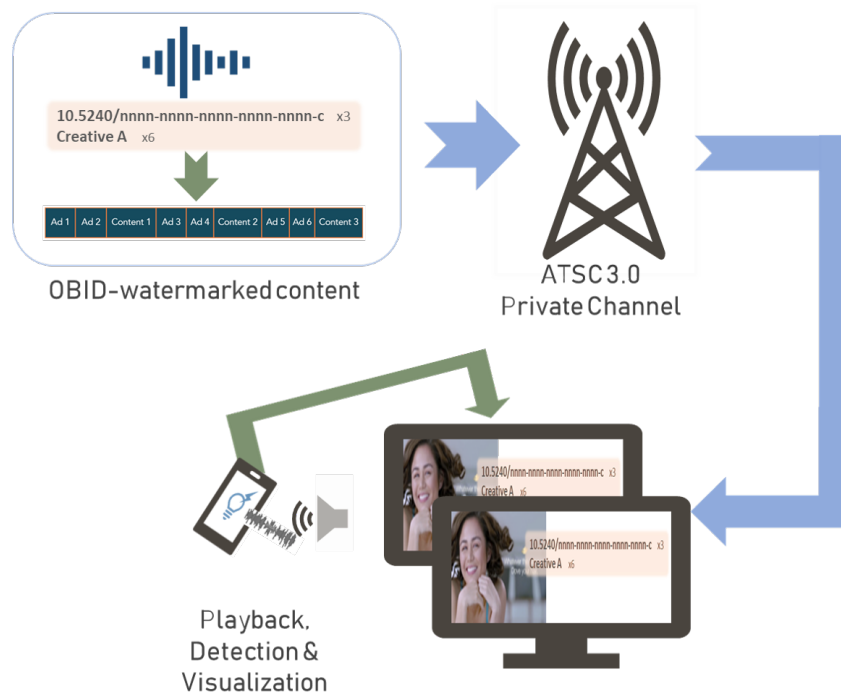 10.5240/nnnn-nnnn-nnnn-nnnn-nnnn-c x3
Creative A x6
Ad 1 Ad 2 Content 1 Ad 3 Ad 4 Content 2 Ad 5 Ad 6 Content 3
OBID-watermarked content
ATSC 3.0
Private Channel
10.5240/nnnn-nnnn-nnnn-nnnn-nnnn-c x3
Creative A x6
10.5240/nnnn-nnnn-nnnn-nnnn-nnnn-c x3
Creative A x6
Playback,
Detection &
Visualization